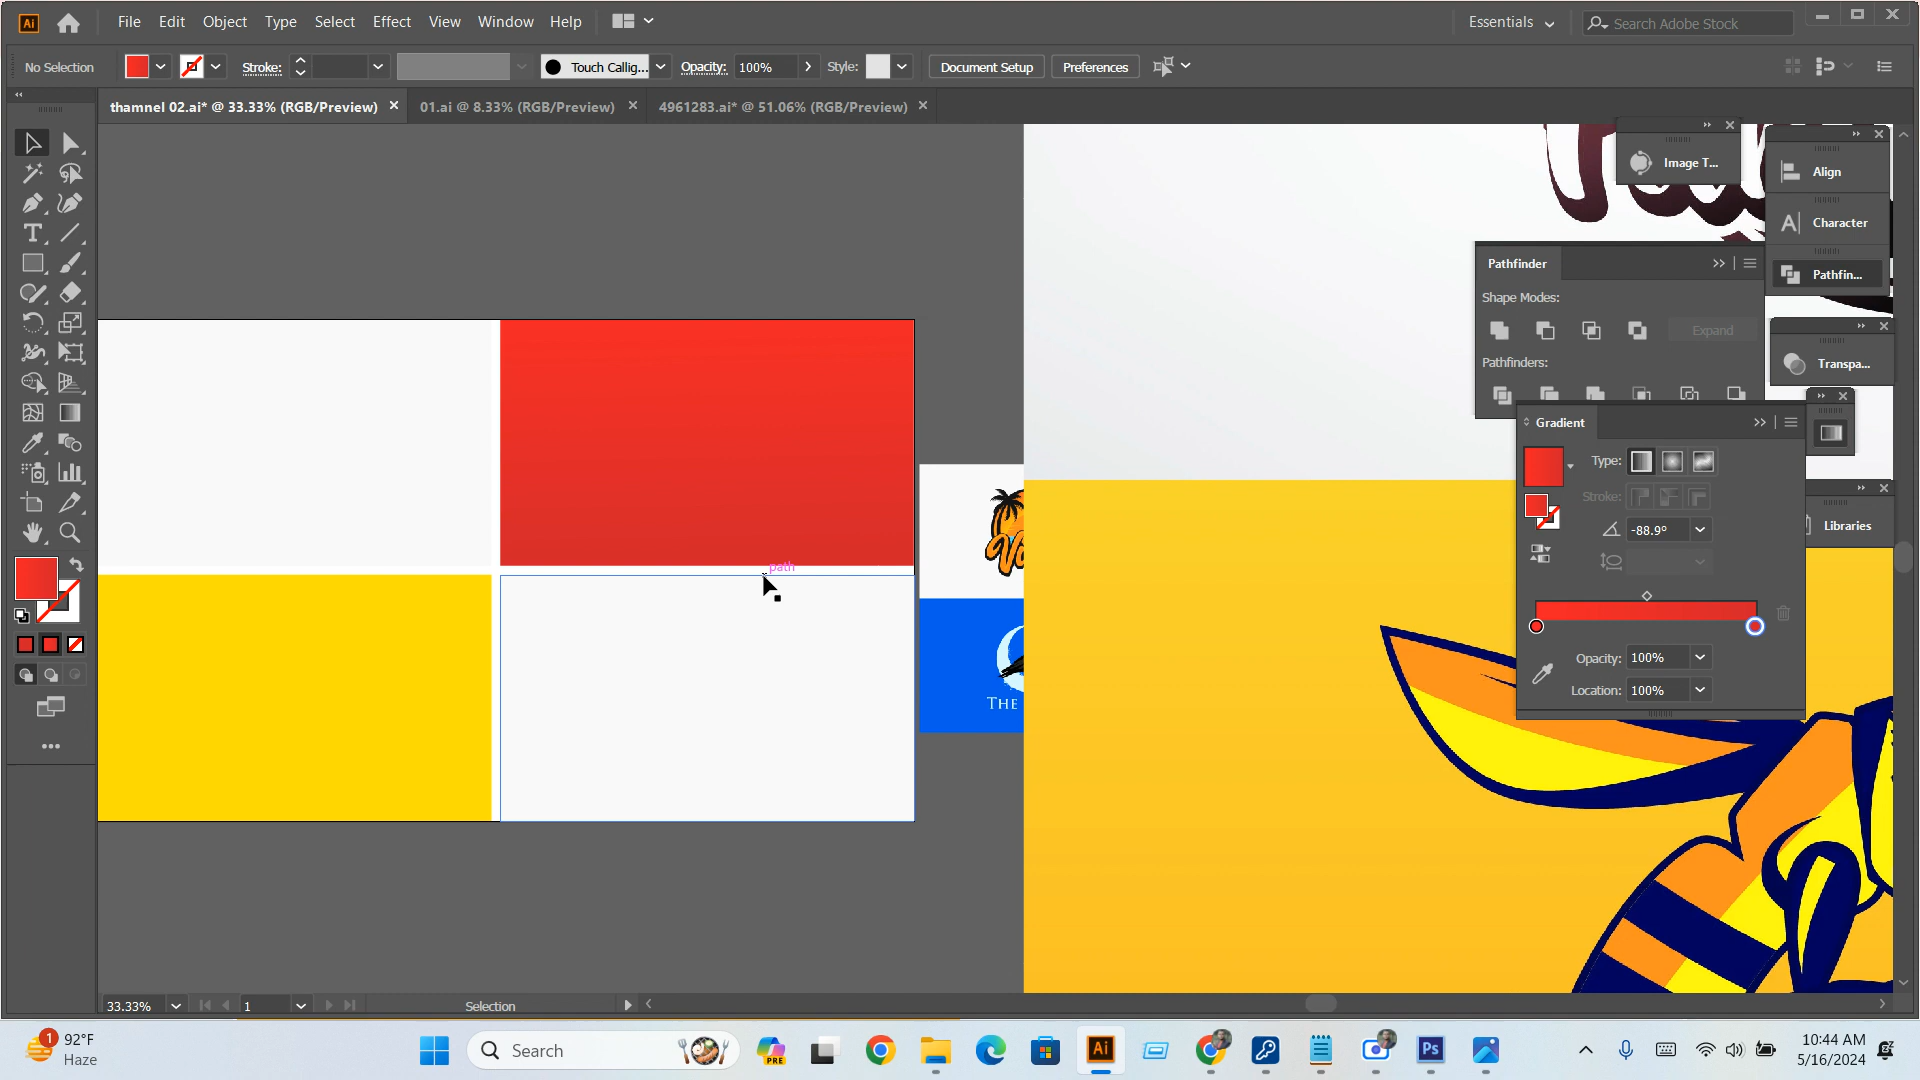 Ai
File Edit Object Type Select Effect View Window Help
Essentials
Search Adobe Stock
No Selection
Stroke:
Touch Callig...
Opacity:
100%
Style:
Document Setup
Preferences
thamnel 02.ai* @ 33.33% (RGB/Preview)
01.ai @ 8.33% (RGB/Preview)
4961283.ai* @ 51.06% (RGB/Preview)
Image T...
Align
Character
Pathfin...
Pathfinder
Shape Modes:
Expand
Pathfinders:
Transpa...
Gradient
Type:
Stroke:
-88.9°
Libraries
Opacity:
100%
Location:
100%
path
THE
33.33%
1
Selection
1
92°F
Haze
Search
PRE
Ai
Ps
10:44 AM
5/16/2024